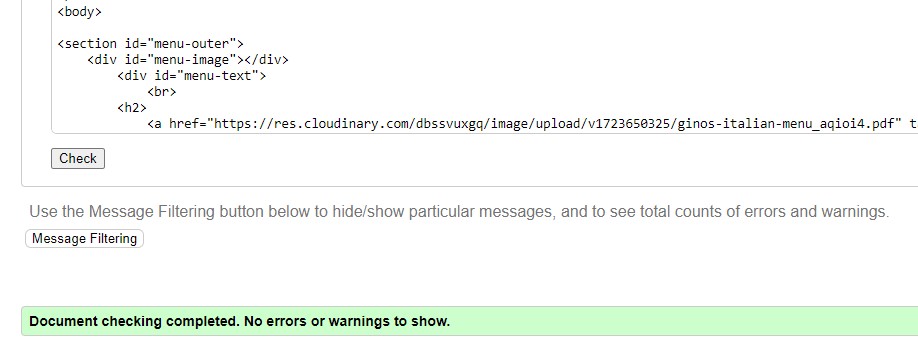 <body>
<section id="menu-outer">
<div id="menu-image"></div>
<div id="menu-text">
<br>
<h2>
<a href="https://res.cloudinary.com/dbssvuxgq/image/upload/v1723650325/ginos-italian-menu_aqioi4.pdf" t
Check
Use the Message Filtering button below to hide/show particular messages, and to see total counts of errors and warnings.
Message Filtering
Document checking completed. No errors or warnings to show.